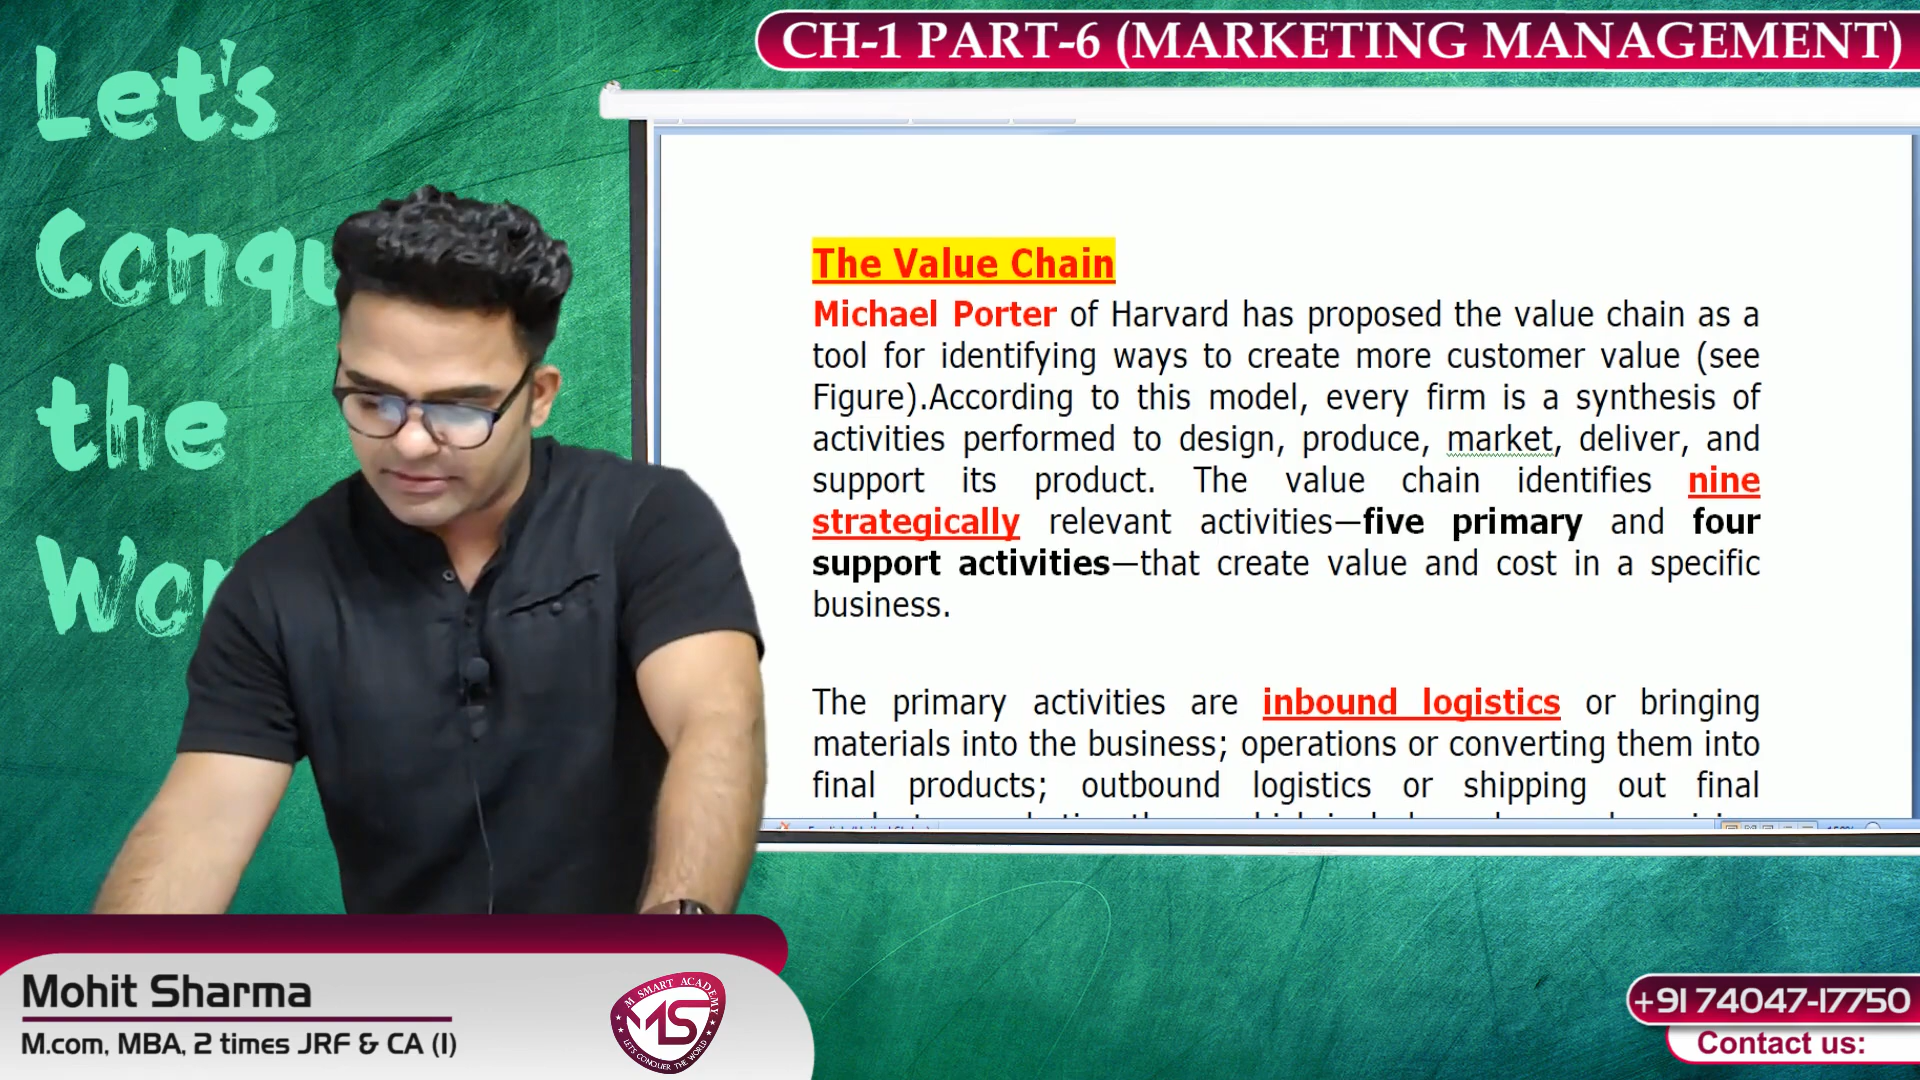 CH-1 PART-6 (MARKETING MANAGEMENT)
Let's
the
The Value Chain
Michael Porter of Harvard has proposed the value chain as a
tool for identifying ways to create more customer value (see
Figure).According to this model, every firm is a synthesis of
activities performed to design, produce, market, deliver, and
support its product. The value chain identifies nine
strategically relevant activities—five primary and four
support activities—that create value and cost in a specific
business.
The primary activities are inbound logistics or bringing
materials into the business; operations or converting them into
final products; outbound logistics or shipping out final
Mohit Sharma
M.com, MBA, 2 times JRF & CA (I)
M SMART ACADEMY
MS
LET'S CONQUER THE WORLD
+91 74047-17750
Contact us: